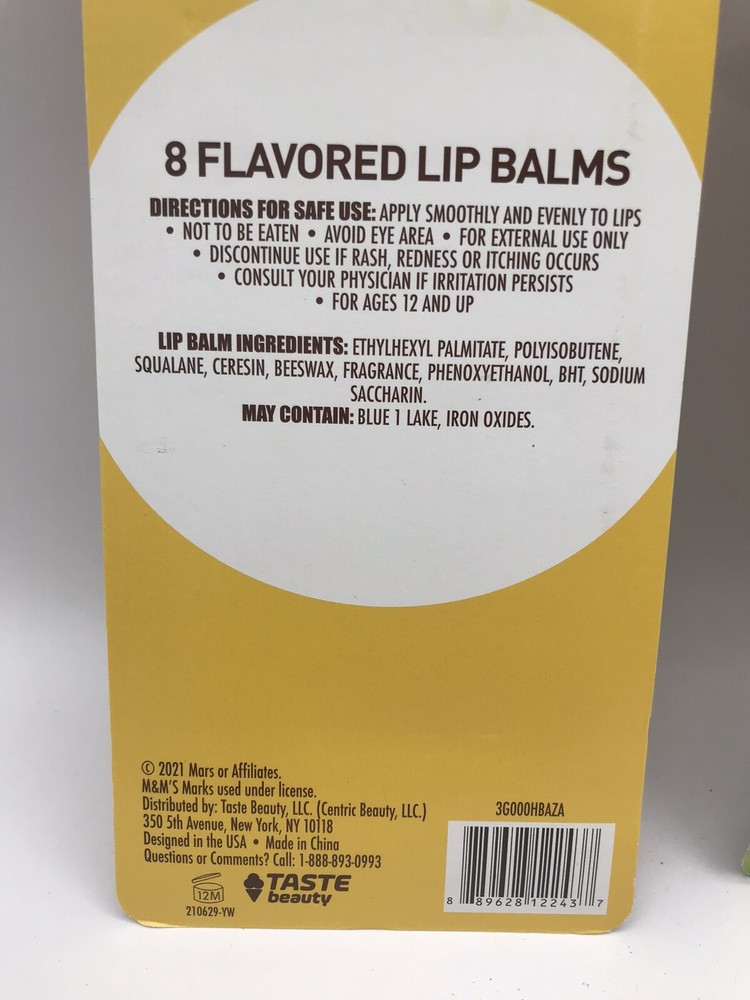 8 FLAVORED LIP BALMS
DIRECTIONS FOR SAFE USE: APPLY SMOOTHLY AND EVENLY TO LIPS
• NOT TO BE EATEN • AVOID EYE AREA • FOR EXTERNAL USE ONLY
• DISCONTINUE USE IF RASH, REDNESS OR ITCHING OCCURS
• CONSULT YOUR PHYSICIAN IF IRRITATION PERSISTS
• FOR AGES 12 AND UP
LIP BALM INGREDIENTS: ETHYLHEXYL PALMITATE, POLYISOBUTENE,
SQUALANE, CERESIN, BEESWAX, FRAGRANCE, PHENOXYETHANOL, BHT, SODIUM
SACCHARIN.
MAY CONTAIN: BLUE 1 LAKE, IRON OXIDES.
© 2021 Mars or Affiliates.
M&M'S Marks used under license.
Distributed by: Taste Beauty, LLC. (Centric Beauty, LLC.)
350 5th Avenue, New York, NY 10118
Designed in the USA • Made in China
Questions or Comments? Call: 1-888-893-0993
12M
210629-YW
TASTE
beauty
3G000HBAZA
8 89628 12243 7